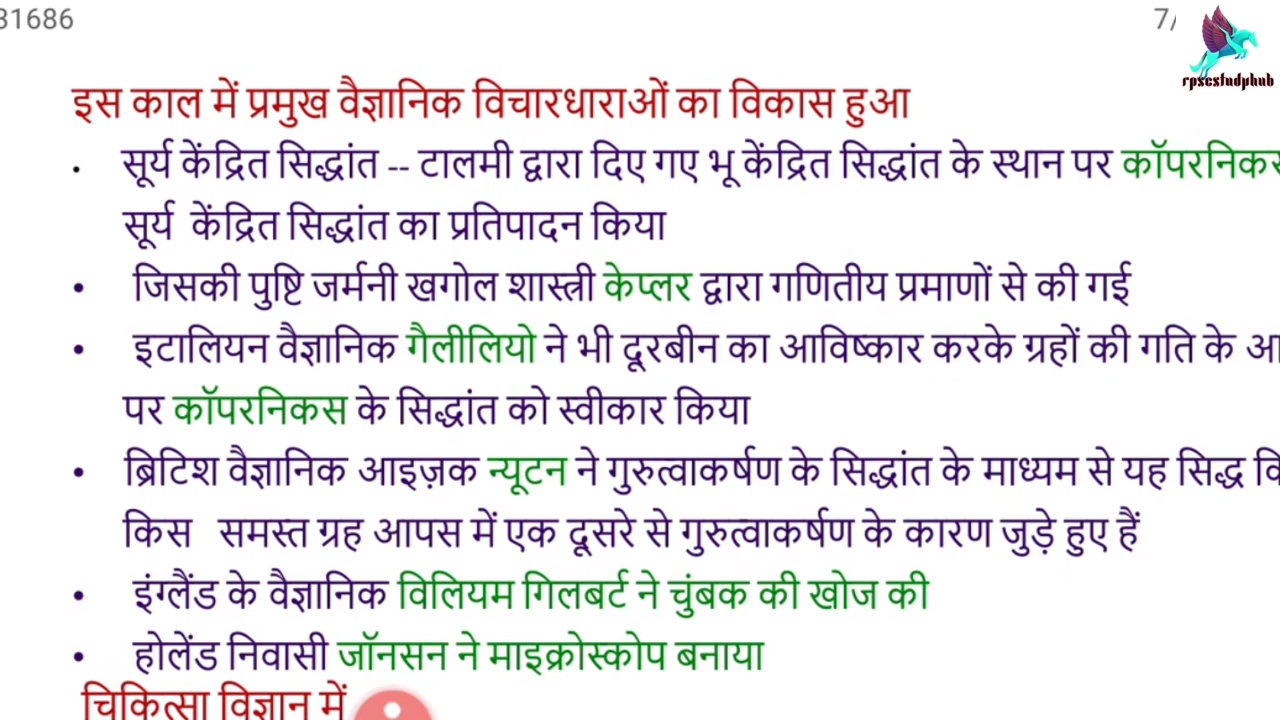 31686
7/
rpscstudyhub
इस काल में प्रमुख वैज्ञानिक विचारधाराओं का विकास हुआ
• सूर्य केंद्रित सिद्धांत -- टालमी द्वारा दिए गए भू केंद्रित सिद्धांत के स्थान पर कॉपरनिकस
सूर्य केंद्रित सिद्धांत का प्रतिपादन किया
• जिसकी पुष्टि जर्मनी खगोल शास्त्री केप्लर द्वारा गणितीय प्रमाणों से की गई
• इटालियन वैज्ञानिक गैलीलियो ने भी दूरबीन का आविष्कार करके ग्रहों की गति के
पर कॉपरनिकस के सिद्धांत को स्वीकार किया
• ब्रिटिश वैज्ञानिक आइज़क न्यूटन ने गुरुत्वाकर्षण के सिद्धांत के माध्यम से यह सिद्ध
किस समस्त ग्रह आपस में एक दूसरे से गुरुत्वाकर्षण के कारण जुड़े हुए हैं
• इंग्लैंड के वैज्ञानिक विलियम गिलबर्ट ने चुंबक की खोज की
• होलेंड निवासी जॉनसन ने माइक्रोस्कोप बनाया
चिकित्सा विज्ञान में